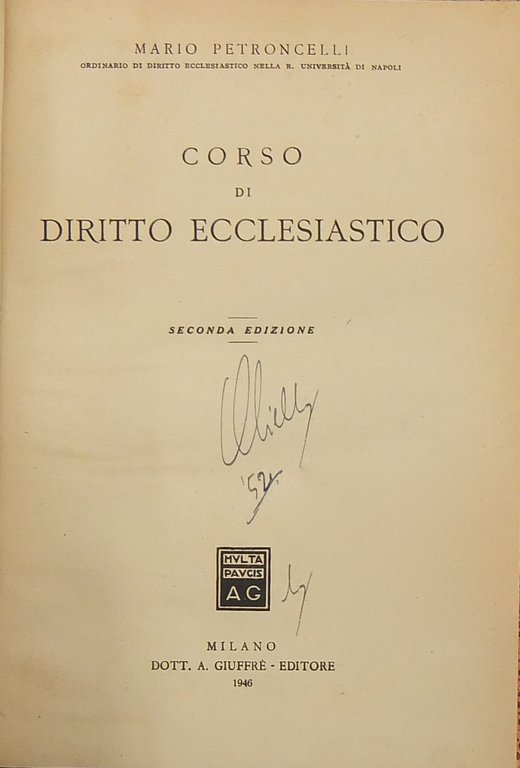 MARIO PETRONCELLI
ORDINARIO DI DIRITTO ECCLESIASTICO NELLA R. UNIVERSITÀ DI NAPOLI
CORSO
DI
DIRITTO ECCLESIASTICO
SECONDA EDIZIONE
'52
MVLTA
PAVCIS
AG
MILANO
DOTT. A. GIUFFRÈ - EDITORE
1946